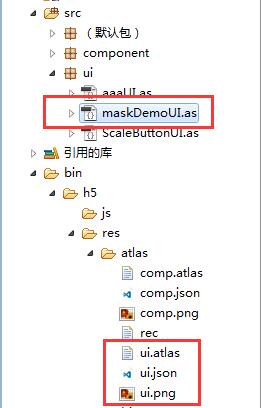 src
（默认包）
component
ui
aaaUI.as
maskDemoUI.as
ScaleButtonUI.as
引用的库
bin
h5
js
res
atlas
comp.atlas
comp.json
comp.png
rec
ui.atlas
ui.json
ui.png